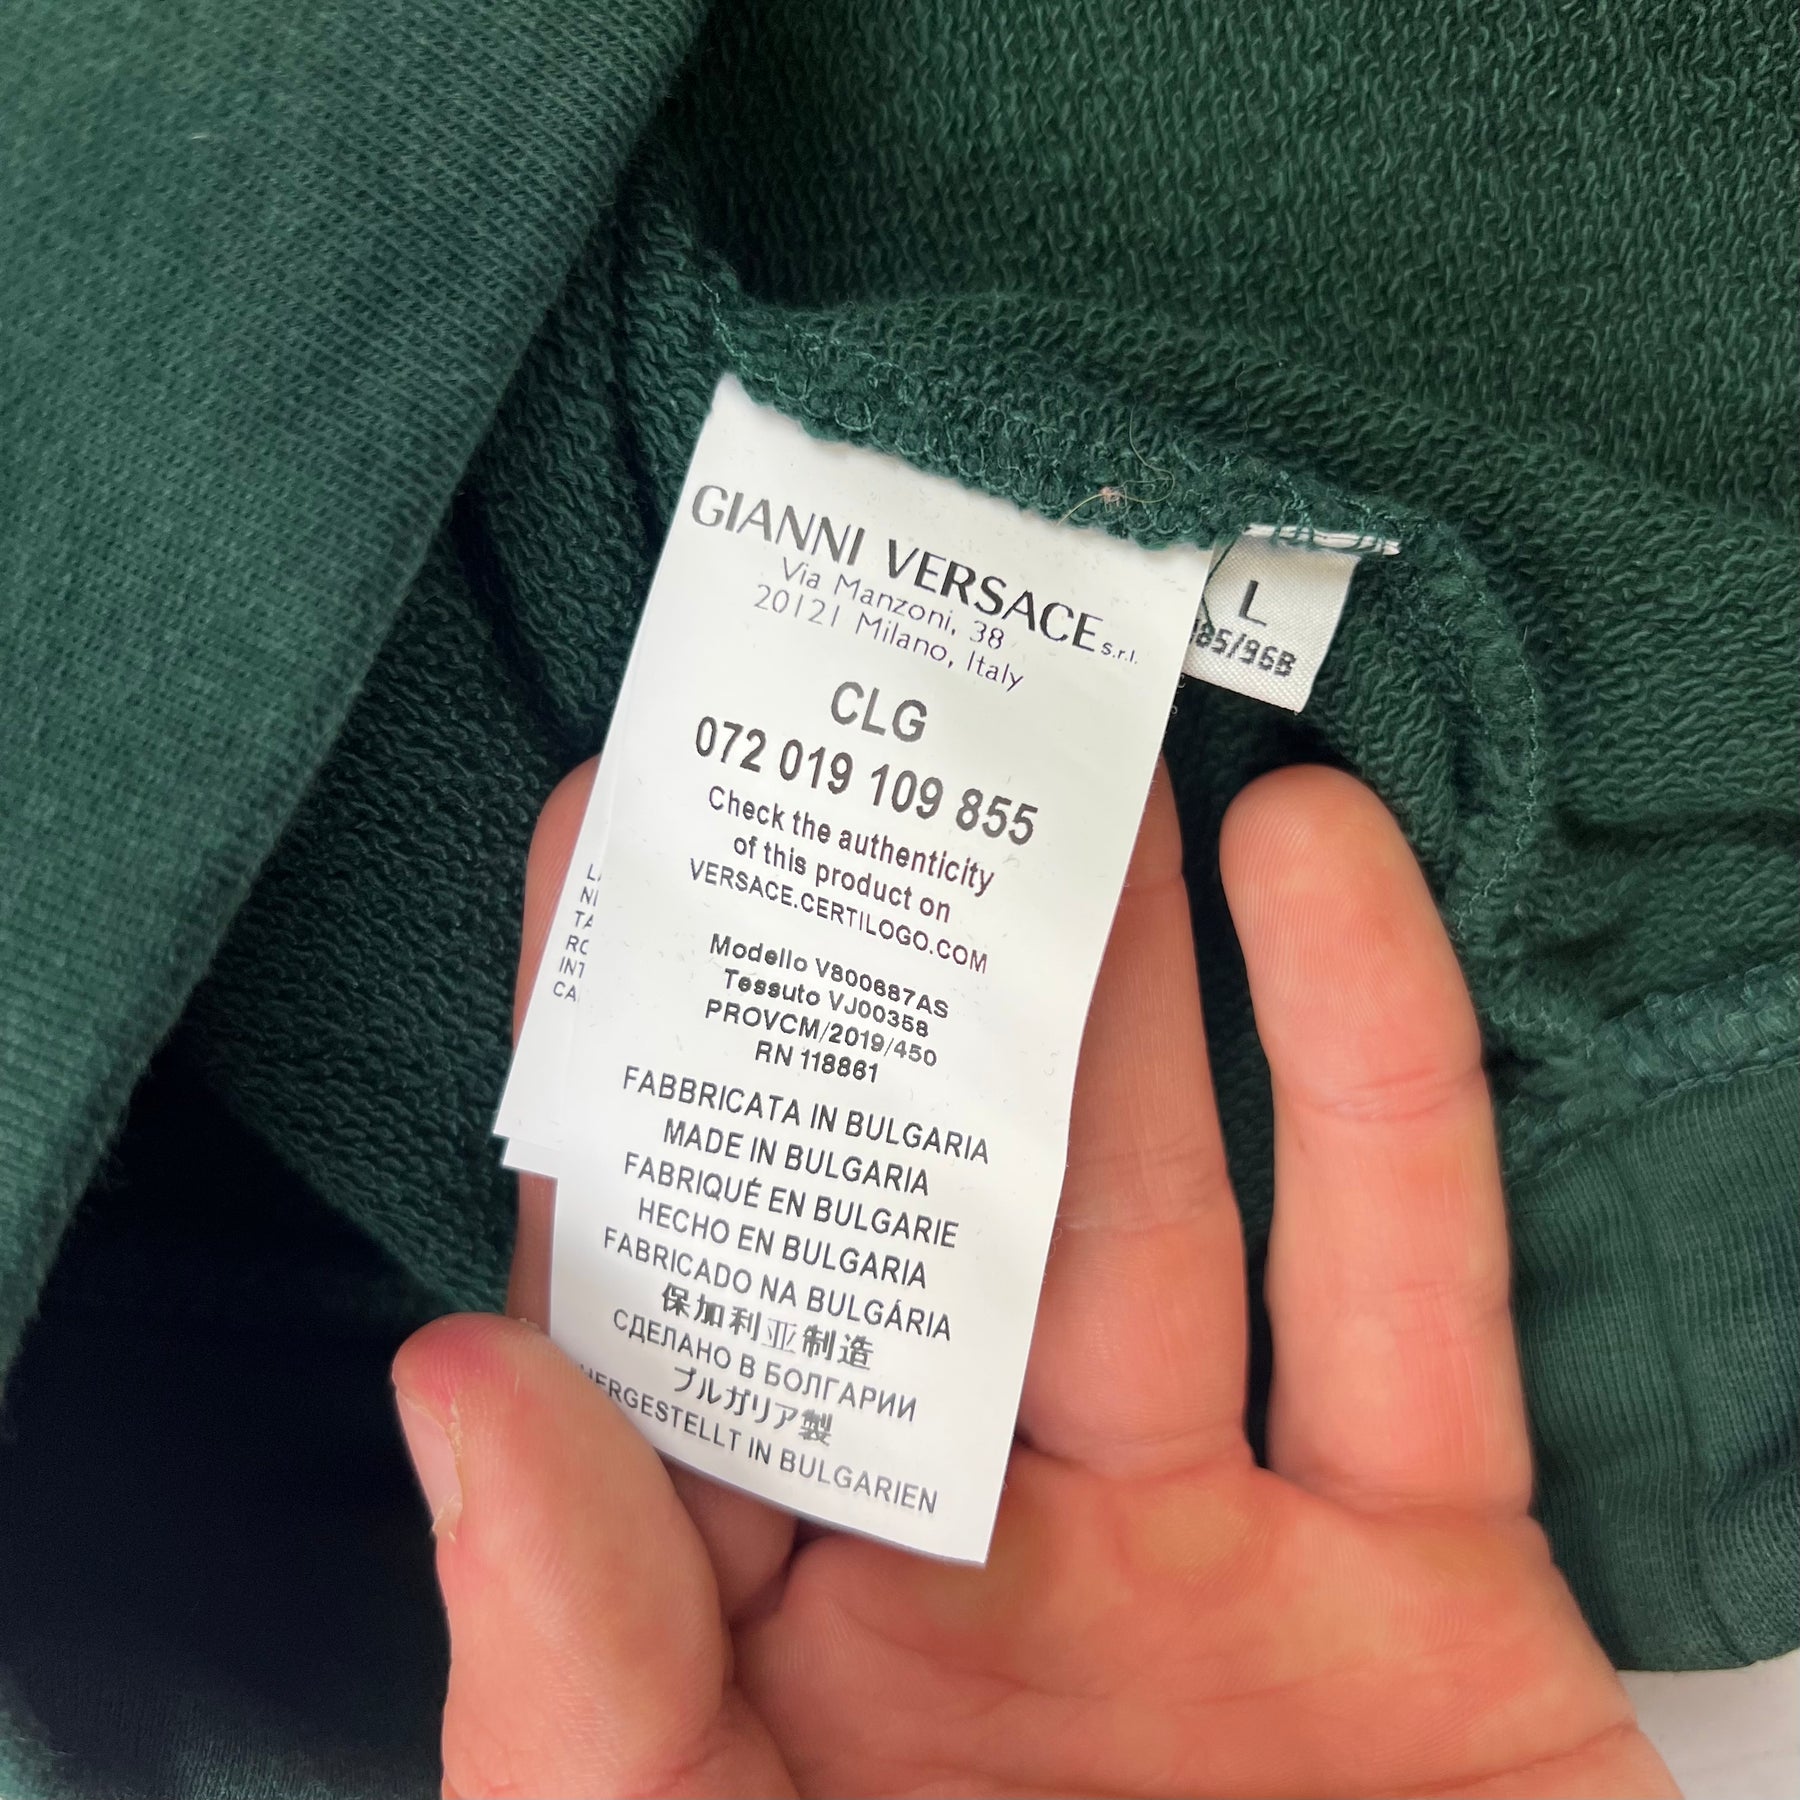 GIANNI VERSACE s.r.l.
Via Manzoni, 38
20121 Milano, Italy
CLG
072 019 109 855
Check the authenticity
of this product on
VERSACE.CERTILOGO.COM
Modello V800687AS
Tessuto VJ00358
PROVCM/2019/450
RN 118861
FABBRICATA IN BULGARIA
MADE IN BULGARIA
FABRIQUÉ EN BULGARIE
HECHO EN BULGARIA
FABRICADO NA BULGÁRIA
保加利亚制造
СДЕЛАНО В БОЛГАРИИ
ブルガリア製
HERGESTELLT IN BULGARIEN
L
185/96B